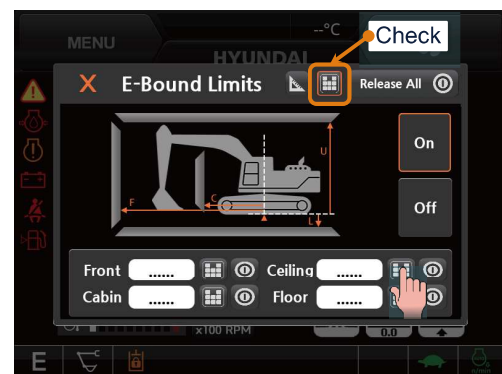 --°C
Check
MENU
HYUNDAI
X E-Bound Limits Release All
U
On
F C
L
Off
Front ...... Ceiling ......
Cabin ...... Floor ......
x100 RPM 0.0
E C